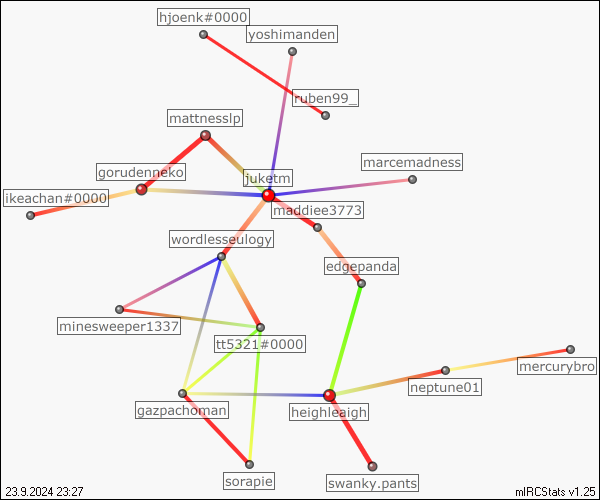 hjoenk#0000
yoshimanden
ruben99_
mattnesslp
marcemadness
gorudenneko
juketm
ikeachan#0000
maddiee3773
wordlesseulogy
edgepanda
minesweeper1337
tt5321#0000
mercurybro
neptune01
gazpachoman
heighleaigh
sorapie
swanky.pants
23.9.2024 23:27
mIRCStats v1.25